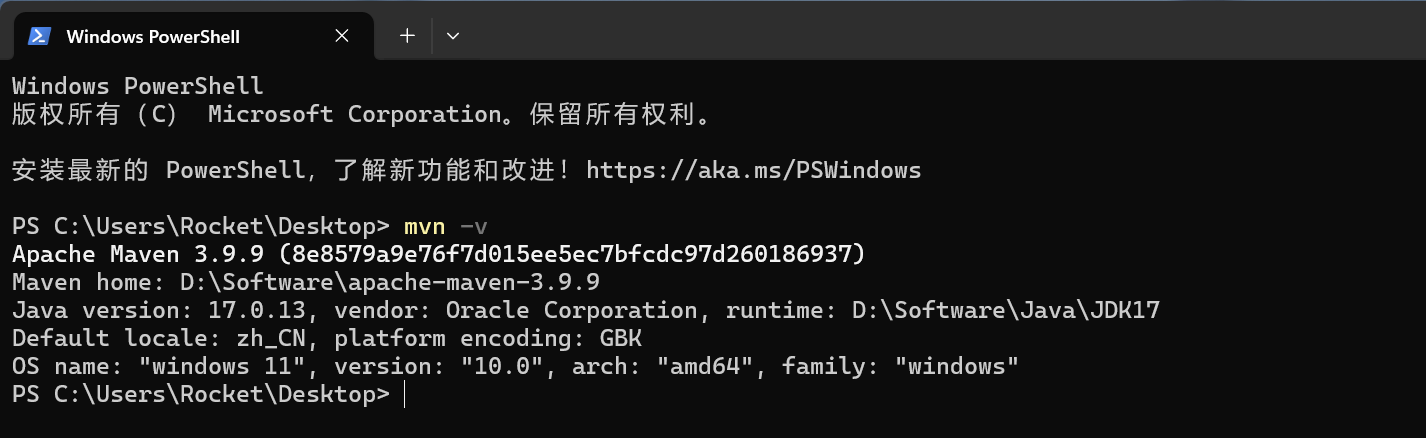 Windows PowerShell
Windows PowerShell
版权所有（C） Microsoft Corporation。保留所有权利。
安装最新的 PowerShell，了解新功能和改进！https://aka.ms/PSWindows
PS C:\Users\Rocket\Desktop> mvn -v
Apache Maven 3.9.9 (8e8579a9e76f7d015ee5ec7bfcdc97d260186937)
Maven home: D:\Software\apache-maven-3.9.9
Java version: 17.0.13, vendor: Oracle Corporation, runtime: D:\Software\Java\JDK17
Default locale: zh_CN, platform encoding: GBK
OS name: "windows 11", version: "10.0", arch: "amd64", family: "windows"
PS C:\Users\Rocket\Desktop>